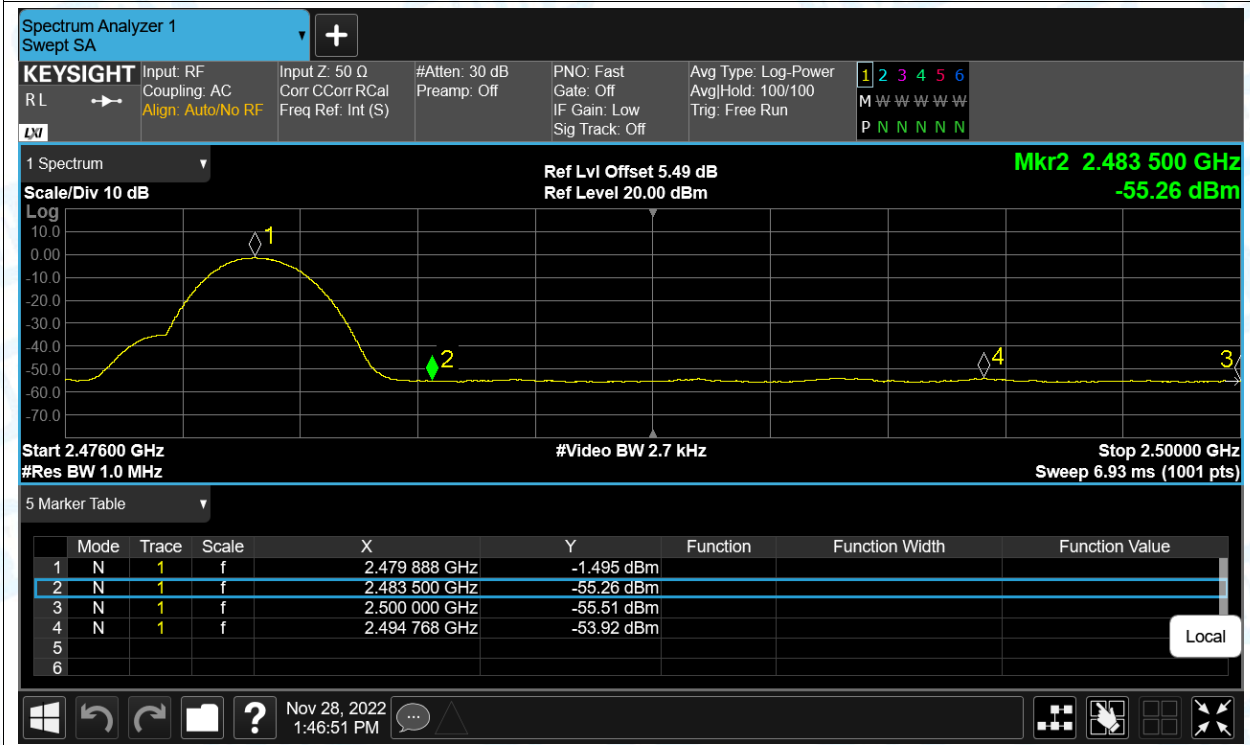 Spectrum Analyzer 1
Swept SA
+
KEYSIGHT
R L
LXI
Input: RF
Coupling: AC
Align: Auto/No RF
Input Z: 50 Ω
Corr CCorr RCal
Freq Ref: Int (S)
#Atten: 30 dB
Preamp: Off
PNO: Fast
Gate: Off
IF Gain: Low
Sig Track: Off
Avg Type: Log-Power
Avg|Hold: 100/100
Trig: Free Run
1 2 3 4 5 6
M W W W W W
P N N N N N
1 Spectrum
Scale/Div 10 dB
Ref Lvl Offset 5.49 dB
Ref Level 20.00 dBm
Mkr2 2.483 500 GHz
-55.26 dBm
Log
10.0
0.00
-10.0
-20.0
-30.0
-40.0
-50.0
-60.0
-70.0
1
2
4
3
Start 2.47600 GHz
#Video BW 2.7 kHz
Stop 2.50000 GHz
#Res BW 1.0 MHz
Sweep 6.93 ms (1001 pts)
5 Marker Table
Mode Trace Scale X Y Function Function Width Function Value
1 N 1 f 2.479 888 GHz -1.495 dBm
2 N 1 f 2.483 500 GHz -55.26 dBm
3 N 1 f 2.500 000 GHz -55.51 dBm
4 N 1 f 2.494 768 GHz -53.92 dBm
5
6
Local
?
Nov 28, 2022
1:46:51 PM